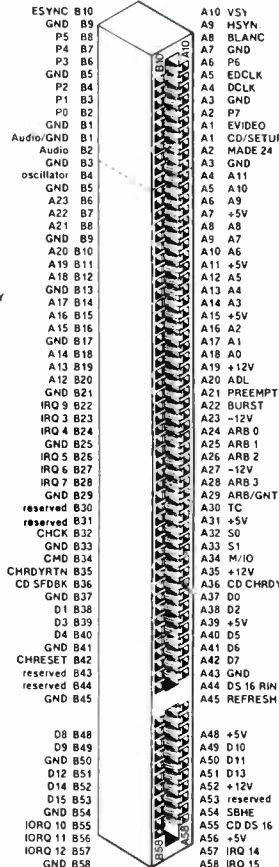 ESYNC B10 A10 VSY
GND B9 A9 HSYN
P5 B8 A8 BLANC
P4 B7 A7 GND
P3 B6 A6 P6
GND B5 A5 EDCLK
P2 B4 A4 DCLK
P1 B3 A3 GND
P0 B2 A2 P7
GND B1 A1 EVIDEO
Audio/GND B1 A1 CD/SETUP
Audio B2 A2 MADE 24
GND B3 A3 GND
oscillator B4 A4 A11
GND B5 A5 A10
A23 B6 A6 A9
A22 B7 A7 +5V
A21 B8 A8 A8
GND B9 A9 A7
A20 B10 A10 A6
A19 B11 A11 +5V
A18 B12 A12 A5
GND B13 A13 A4
A17 B14 A14 A3
A16 B15 A15 +5V
A15 B16 A16 A2
GND B17 A17 A1
A14 B18 A18 A0
A13 B19 A19 +12V
A12 B20 A20 ADL
GND B21 A21 PREEMPT
IRQ 9 B22 A22 BURST
IRQ 3 B23 A23 -12V
IRQ 4 B24 A24 ARB 0
GND B25 A25 ARB 1
IRQ 5 B26 A26 ARB 2
IRQ 6 B27 A27 -12V
IRQ 7 B28 A28 ARB 3
GND B29 A29 ARB/GNT
reserved B30 A30 TC
reserved B31 A31 +5V
CHCK B32 A32 S0
GND B33 A33 S1
CMD B34 A34 M/IO
CHRDYRTN B35 A35 +12V
CD SFDBK B36 A36 CD CHRDY
GND B37 A37 D0
D1 B38 A38 D2
D3 B39 A39 +5V
D4 B40 A40 D5
GND B41 A41 D6
CHRESET B42 A42 D7
reserved B43 A43 GND
reserved B44 A44 DS 16 RIN
GND B45 A45 REFRESH
D8 B48 A48 +5V
D9 B49 A49 D10
GND B50 A50 D11
D12 B51 A51 D13
D14 B52 A52 +12V
D15 B53 A53 reserved
GND B54 A54 SBHE
IORQ 10 B55 A55 CD DS 16
IORQ 11 B56 A56 +5V
IORQ 12 B57 A57 IRQ 14
GND B58 A58 IRQ 15
B10 A10
B58 A58
Y